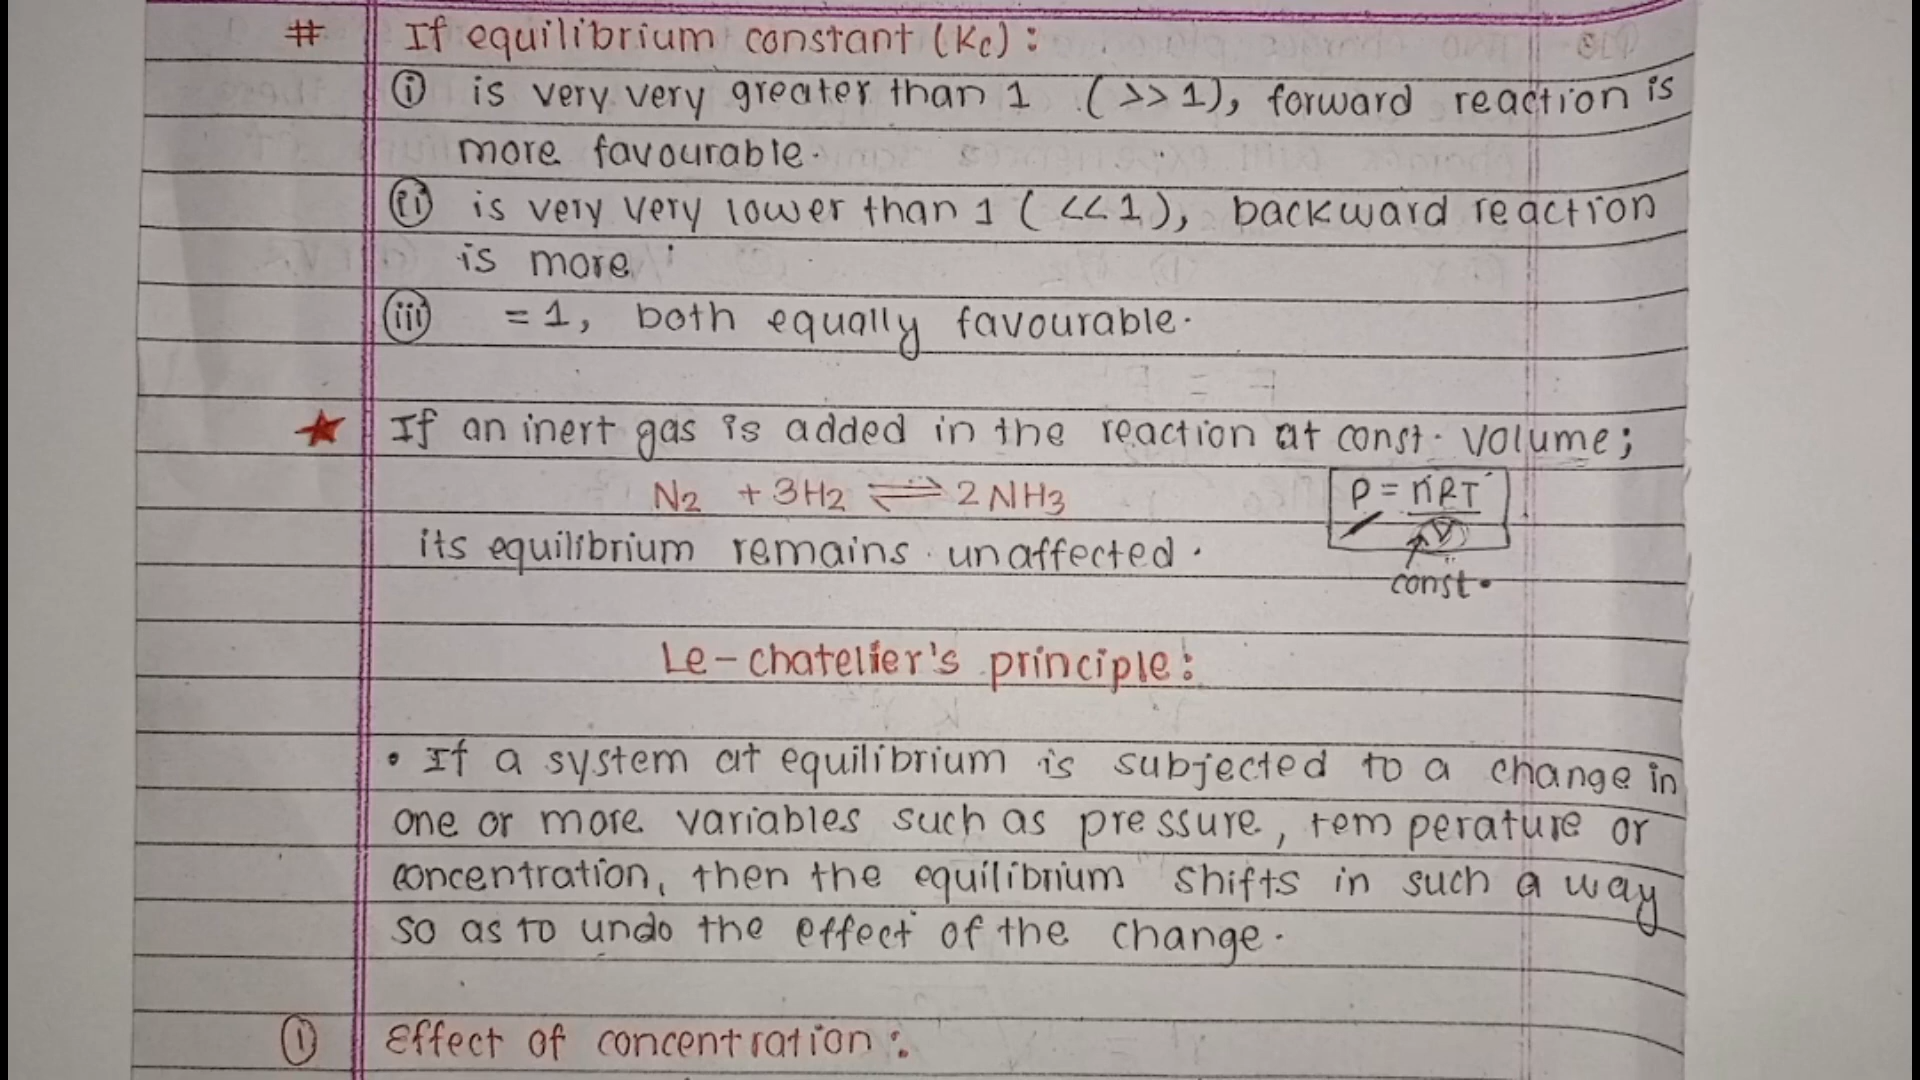 # If equilibrium constant (Kc) :
(i) is very very greater than 1 (>> 1), forward reaction is
more favourable.
(ii) is very very lower than 1 (<< 1), backward reaction
is more
(iii) = 1, both equally favourable.
★ If an inert gas is added in the reaction at const. volume;
N2 + 3H2 ⇌ 2NH3
P = nRT
V
its equilibrium remains unaffected.
const.
Le-chatelier's principle:
• If a system at equilibrium is subjected to a change in
one or more variables such as pressure, temperature or
concentration, then the equilibrium shifts in such a way
so as to undo the effect of the change.
① Effect of concentration :